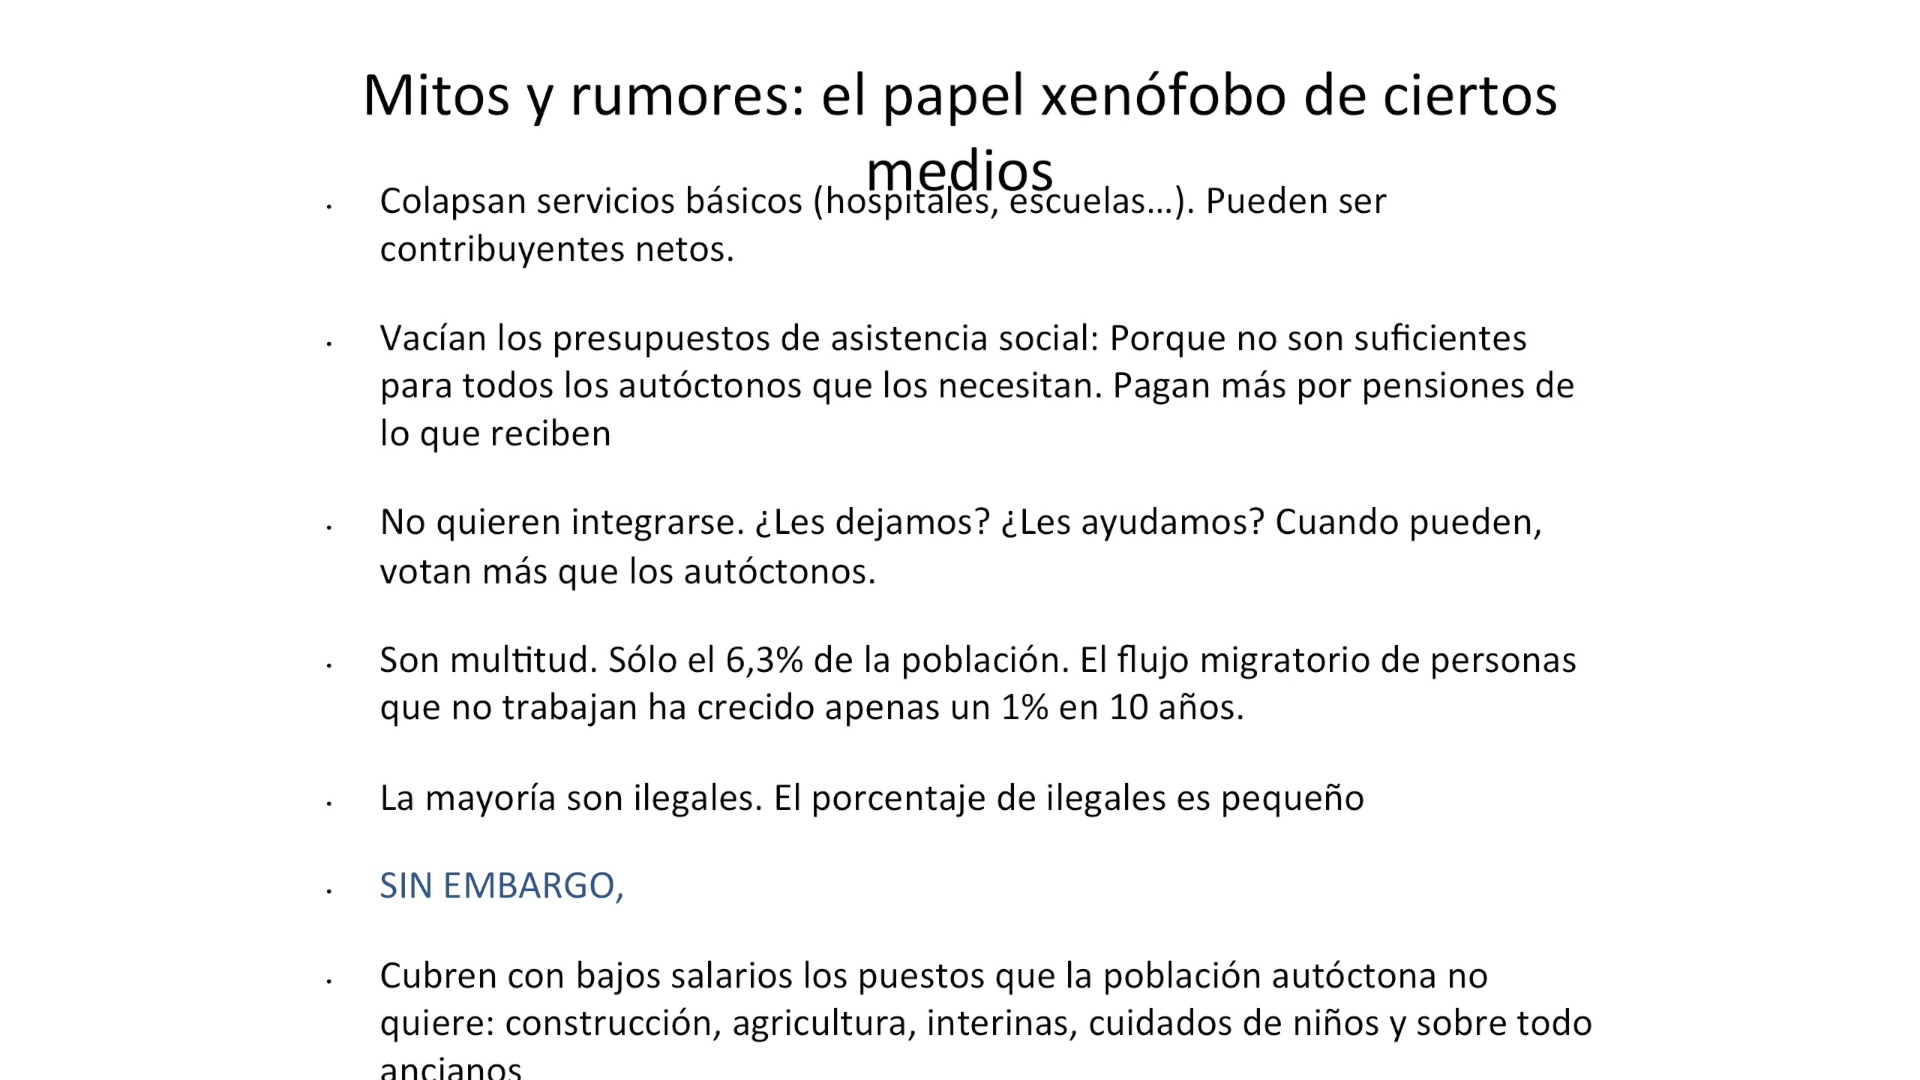 Mitos y rumores: el papel xenófobo de ciertos
medios
• Colapsan servicios básicos (hospitales, escuelas...). Pueden ser
contribuyentes netos.
• Vacían los presupuestos de asistencia social: Porque no son suficientes
para todos los autóctonos que los necesitan. Pagan más por pensiones de
lo que reciben
• No quieren integrarse. ¿Les dejamos? ¿Les ayudamos? Cuando pueden,
votan más que los autóctonos.
• Son multitud. Sólo el 6,3% de la población. El flujo migratorio de personas
que no trabajan ha crecido apenas un 1% en 10 años.
• La mayoría son ilegales. El porcentaje de ilegales es pequeño
• SIN EMBARGO,
• Cubren con bajos salarios los puestos que la población autóctona no
quiere: construcción, agricultura, interinas, cuidados de niños y sobre todo
ancianos